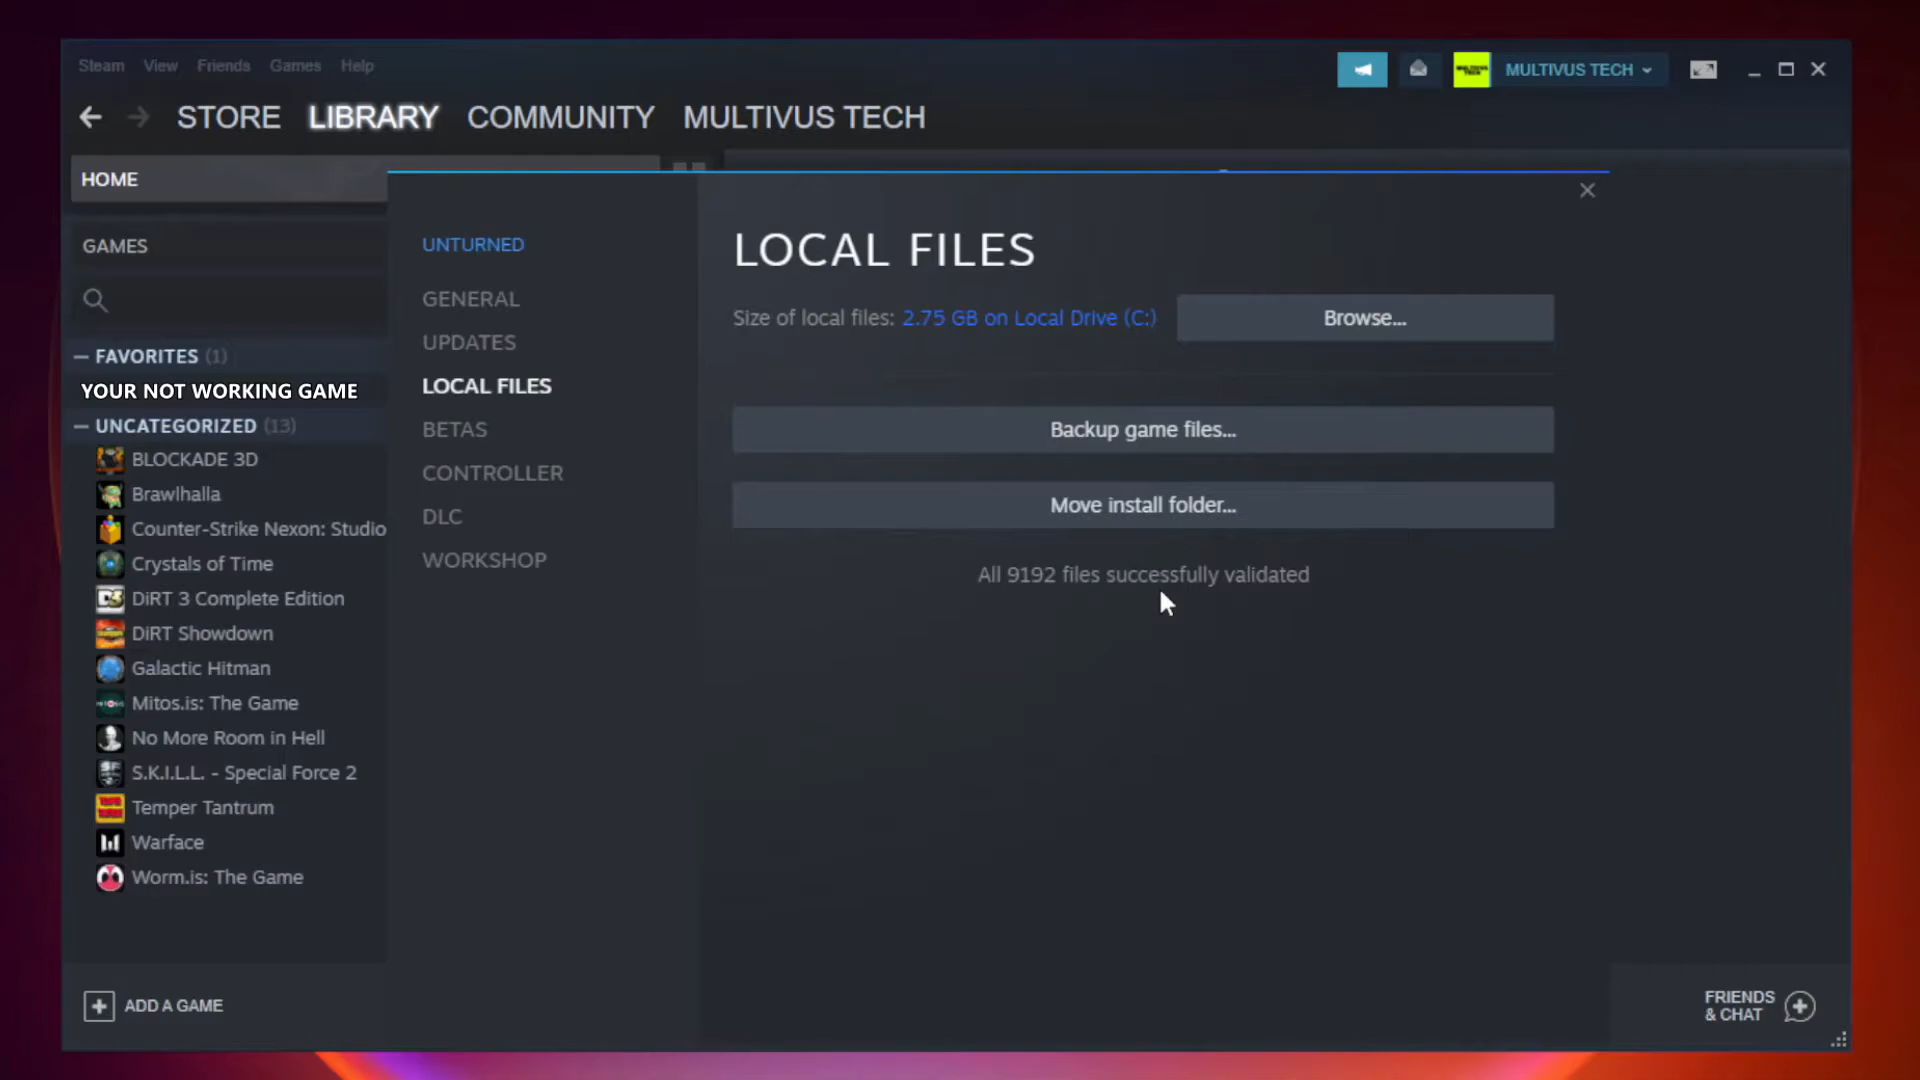 Steam View Friends Games Help
MULTIVUS TECH
STORE LIBRARY COMMUNITY MULTIVUS TECH
HOME
GAMES
— FAVORITES (1)
YOUR NOT WORKING GAME
— UNCATEGORIZED (13)
BLOCKADE 3D
Brawlhalla
Counter-Strike Nexon: Studio
Crystals of Time
DiRT 3 Complete Edition
DiRT Showdown
Galactic Hitman
Mitos.is: The Game
No More Room in Hell
S.K.I.L.L. - Special Force 2
Temper Tantrum
Warface
Worm.is: The Game
ADD A GAME
UNTURNED
GENERAL
UPDATES
LOCAL FILES
BETAS
CONTROLLER
DLC
WORKSHOP
LOCAL FILES
Size of local files: 2.75 GB on Local Drive (C:) Browse...
Backup game files...
Move install folder...
All 9192 files successfully validated
FRIENDS
& CHAT